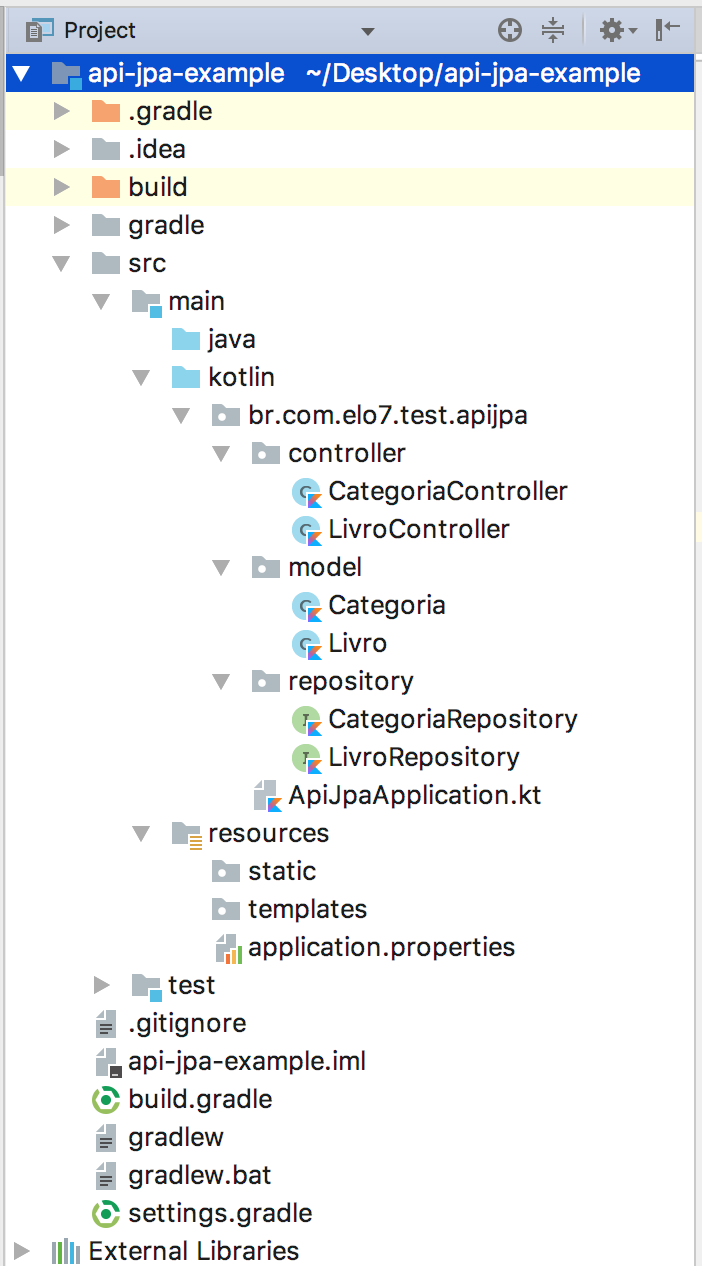 Project
api-jpa-example ~/Desktop/api-jpa-example
.gradle
.idea
build
gradle
src
main
java
kotlin
br.com.elo7.test.apijpa
controller
CategoriaController
LivroController
model
Categoria
Livro
repository
CategoriaRepository
LivroRepository
ApiJpaApplication.kt
resources
static
templates
application.properties
test
.gitignore
api-jpa-example.iml
build.gradle
gradlew
gradlew.bat
settings.gradle
External Libraries